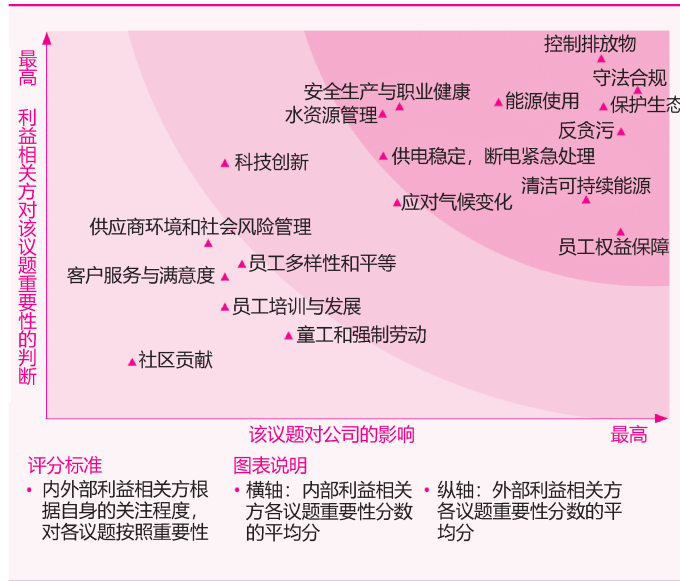 最高 利益相关方对该议题重要性的判断
控制排放物
守法合规
安全生产与职业健康
能源使用
保护生态
水资源管理
反贪污
供电稳定，断电紧急处理
科技创新
清洁可持续能源
应对气候变化
供应商环境和社会风险管理
员工权益保障
员工多样性和平等
客户服务与满意度
员工培训与发展
童工和强制劳动
社区贡献
该议题对公司的影响
最高
评分标准
• 内外部利益相关方根
据自身的关注程度，
对各议题按照重要性
图表说明
• 横轴：内部利益相关
方各议题重要性分数
的平均分
• 纵轴：外部利益相关方
各议题重要性分数的平
均分